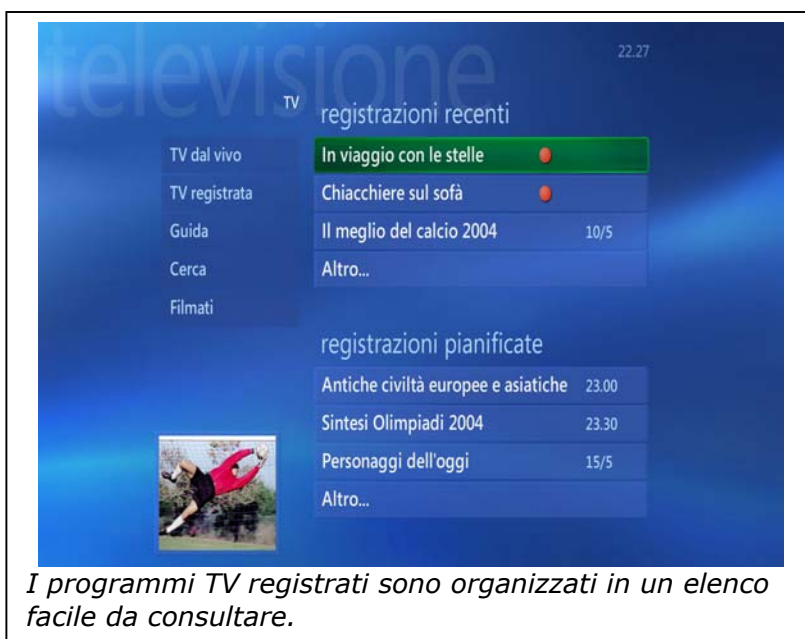 televisione
22.27
TV
registrazioni recenti
TV dal vivo
In viaggio con le stelle
TV registrata
Chiacchiere sul sofà
Guida
Il meglio del calcio 2004 10/5
Cerca
Altro...
Filmati
registrazioni pianificate
Antiche civiltà europee e asiatiche 23.00
Sintesi Olimpiadi 2004 23.30
Personaggi dell'oggi 15/5
Altro...
I programmi TV registrati sono organizzati in un elenco
facile da consultare.